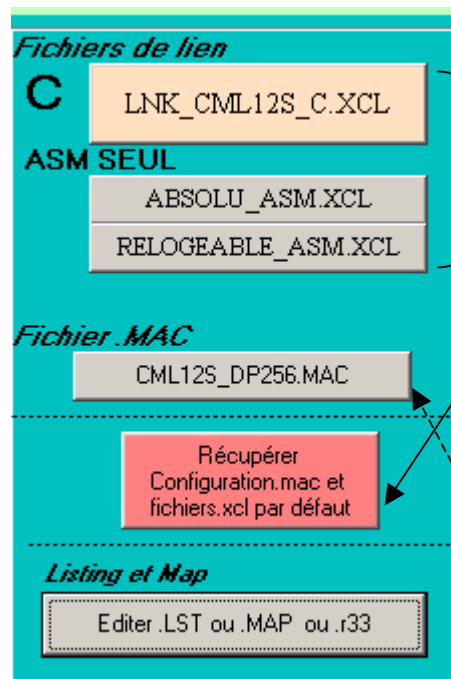 Fichiers de lien
C
LNK_CML12S_C.XCL
ASM SEUL
ABSOLU_ASM.XCL
RELOGEABLE_ASM.XCL
Fichier .MAC
CML12S_DP256.MAC
Récupérer
Configuration.mac et
fichiers.xcl par défaut
Listing et Map
Editer .LST ou .MAP ou .r33